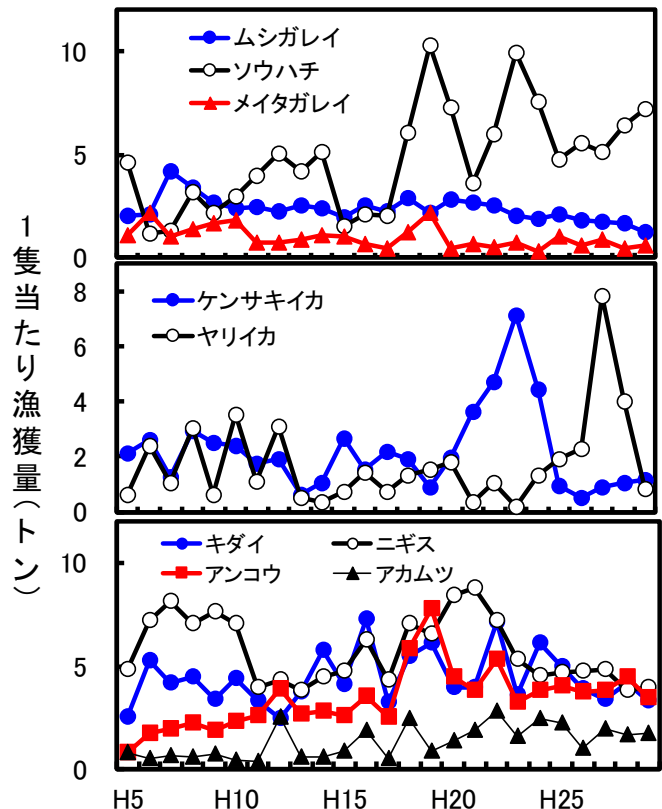 1隻当たり漁獲量(トン)
10
5
0
ムシガレイ
ソウハチ
メイタガレイ
8
6
4
2
0
ケンサキイカ
ヤリイカ
10
5
0
キダイ ニギス
アンコウ アカムツ
H5 H10 H15 H20 H25